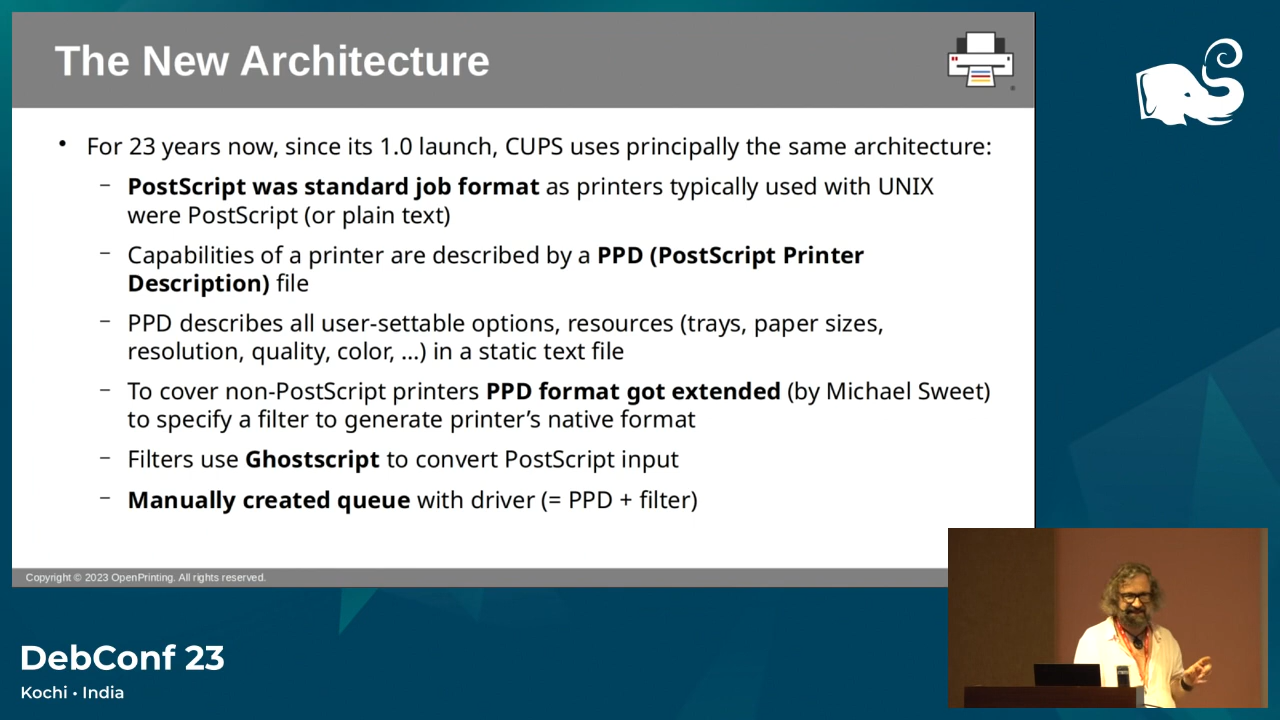 The New Architecture
• For 23 years now, since its 1.0 launch, CUPS uses principally the same architecture:
– PostScript was standard job format as printers typically used with UNIX
were PostScript (or plain text)
– Capabilities of a printer are described by a PPD (PostScript Printer
Description) file
– PPD describes all user-settable options, resources (trays, paper sizes,
resolution, quality, color, ...) in a static text file
– To cover non-PostScript printers PPD format got extended (by Michael Sweet)
to specify a filter to generate printer’s native format
– Filters use Ghostscript to convert PostScript input
– Manually created queue with driver (= PPD + filter)
Copyright © 2023 OpenPrinting. All rights reserved.
DebConf 23
Kochi • India